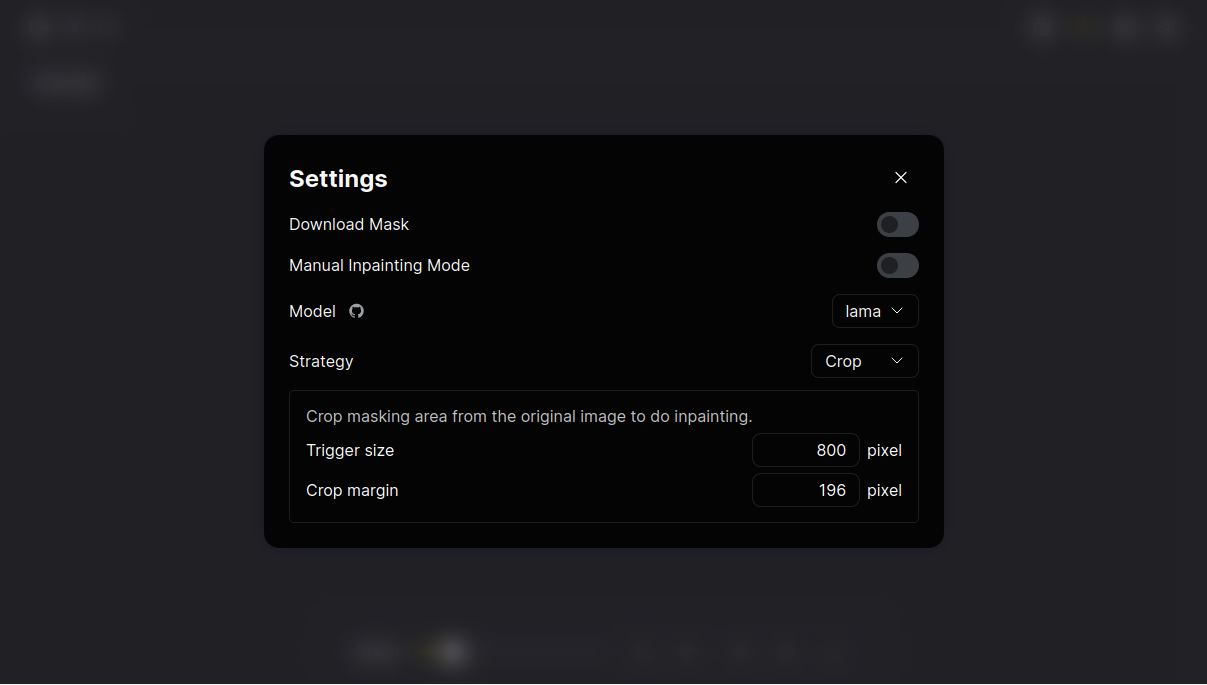 Settings
Download Mask
Manual Inpainting Mode
Model lama
Strategy Crop
Crop masking area from the original image to do inpainting.
Trigger size 800 pixel
Crop margin 196 pixel